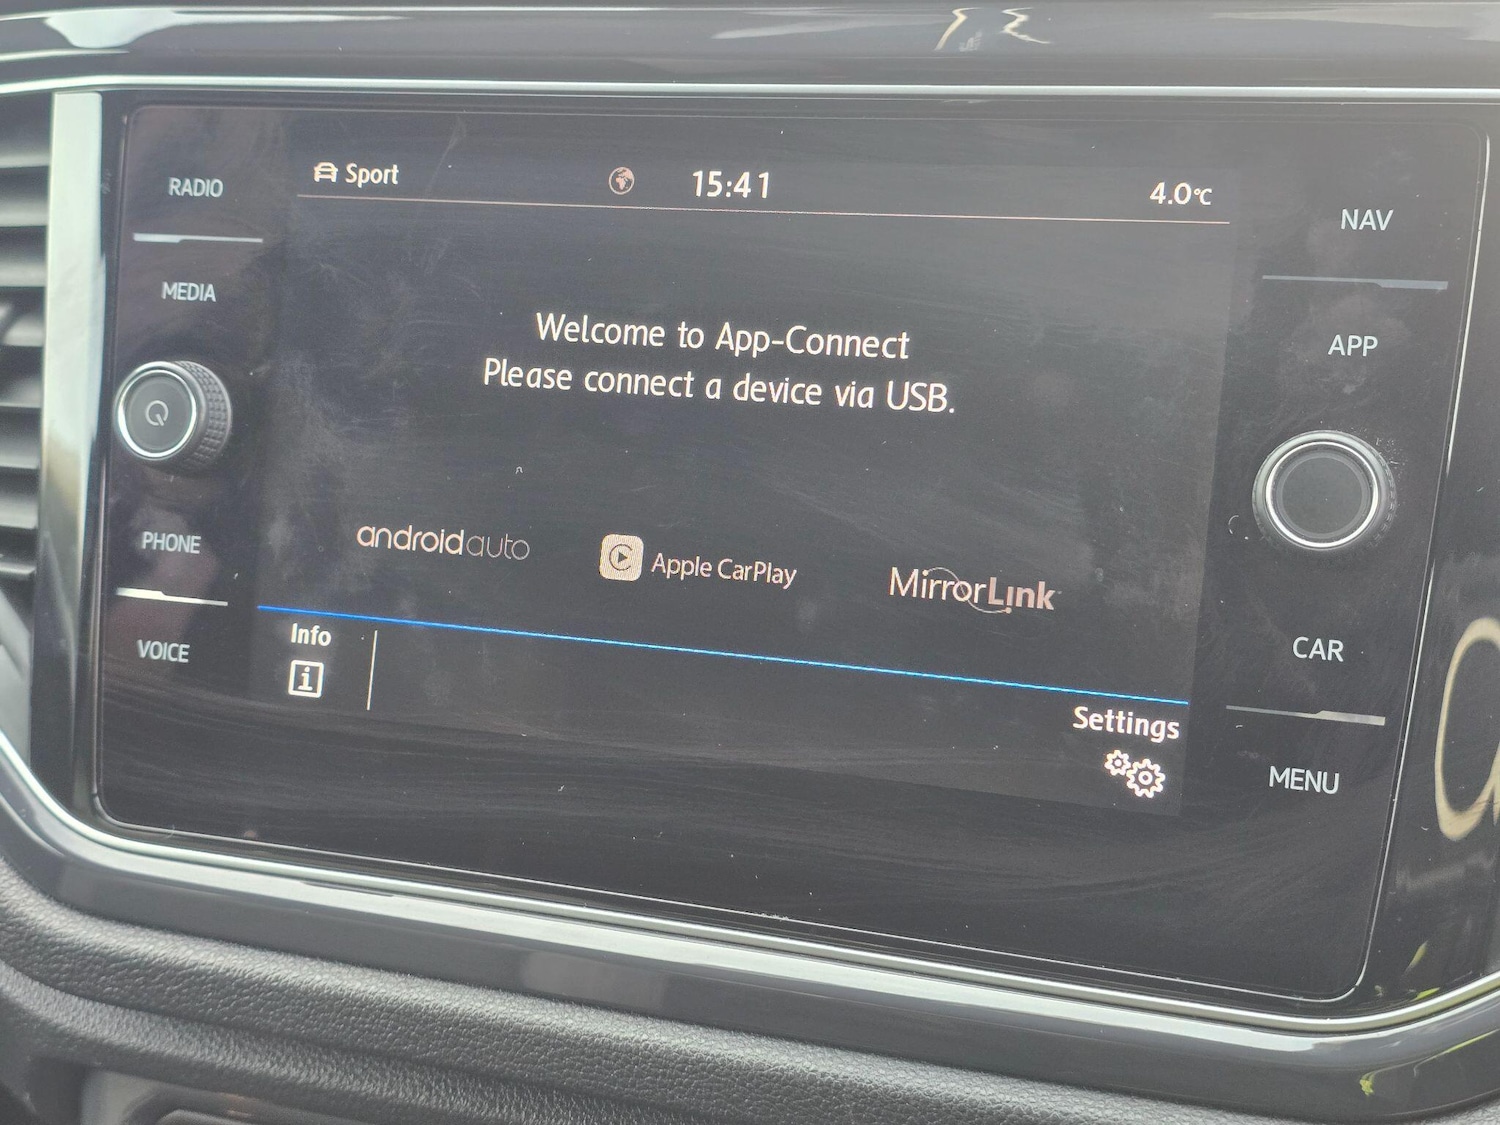 RADIO
MEDIA
PHONE
VOICE
Sport
15:41
4.0°C
Welcome to App-Connect
Please connect a device via USB.
androidauto
Apple CarPlay
MirrorLink
Info
i
Settings
NAV
APP
CAR
MENU